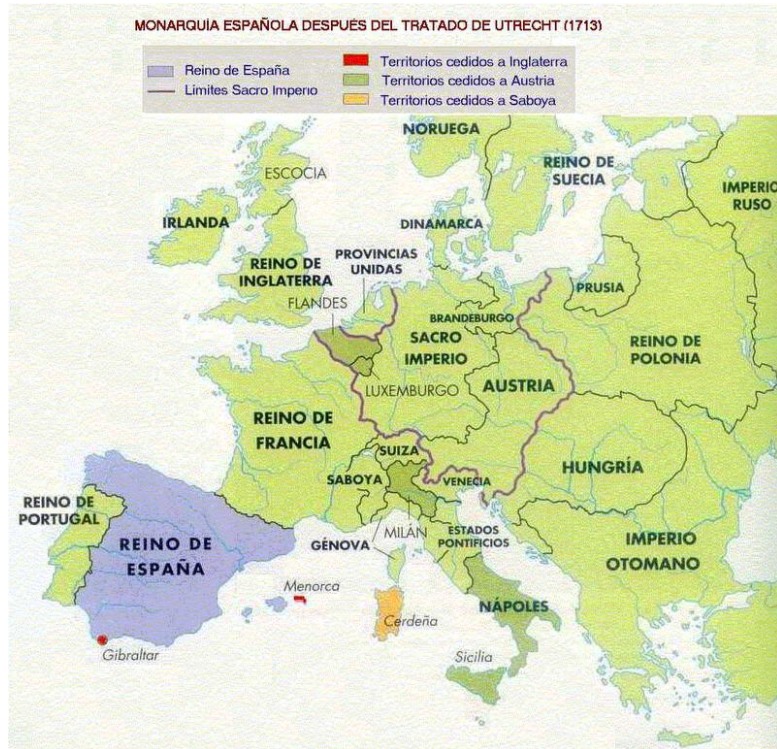 MONARQUÍA ESPAÑOLA DESPUÉS DEL TRATADO DE UTRECHT (1713)
Reino de España
Límites Sacro Imperio
Territorios cedidos a Inglaterra
Territorios cedidos a Austria
Territorios cedidos a Saboya
NORUEGA
REINO DE
SUECIA
ESCOCIA
IMPERIO
RUSO
IRLANDA
DINAMARCA
PROVINCIAS
UNIDAS
REINO DE
INGLATERRA
FLANDES
PRUSIA
BRANDEBURGO
SACRO
IMPERIO
REINO DE
POLONIA
LUXEMBURGO
AUSTRIA
REINO DE
FRANCIA
SUIZA
SABOYA
VENECIA
HUNGRÍA
REINO DE
PORTUGAL
REINO DE
ESPAÑA
GÉNOVA
MILÁN
ESTADOS
PONTIFICIOS
IMPERIO
OTOMANO
Menorca
Cerdeña
NÁPOLES
Gibraltar
Sicilia